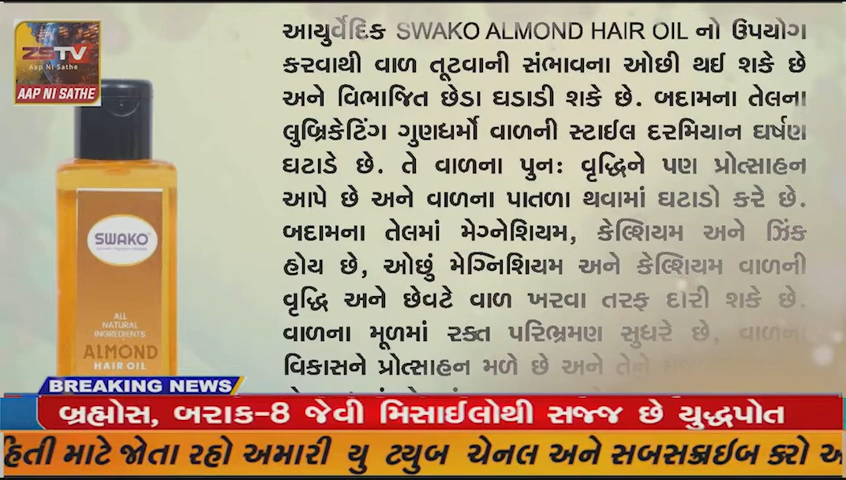 ZSTV
Aap Ni Sathe
AAP NI SATHE
આયુર્વેદિક SWAKO ALMOND HAIR OIL નો ઉપયોગ
કરવાથી વાળ તૂટવાની સંભાવના ઓછી થઈ શકે છે
અને વિભાજિત છેડા ઘડાડી શકે છે. બદામના તેલના
લુબ્રિકેટિંગ ગુણધર્મો વાળની સ્ટાઈલ દરમિયાન ઘર્ષણ
ઘટાડે છે. તે વાળના પુનઃ વૃદ્ધિને પણ પ્રોત્સાહન
આપે છે અને વાળના પાતળા થવામાં ઘટાડો કરે છે.
બદામના તેલમાં મેગ્નેશિયમ, કેલ્શિયમ અને ઝિંક
હોય છે, ઓછું મેગ્નિશિયમ અને કેલ્શિયમ વાળની
વૃદ્ધિ અને છેવટે વાળ ખરવા તરફ દોરી શકે છે.
વાળના મૂળમાં રક્ત પરિભ્રમણ સુધરે છે, વાળના
વિકાસને પ્રોત્સાહન મળે છે અને તેને
SWAKO
ALL
NATURAL
INGREDIENTS
ALMOND
HAIR OIL
BREAKING NEWS
બ્રહ્મોસ, બરાક-8 જેવી મિસાઈલોથી સજ્જ છે યુદ્ધપોત
હિતી માટે જોતા રહો અમારી યુ ટ્યુબ ચેનલ અને સબસક્રાઇબ કરો અ